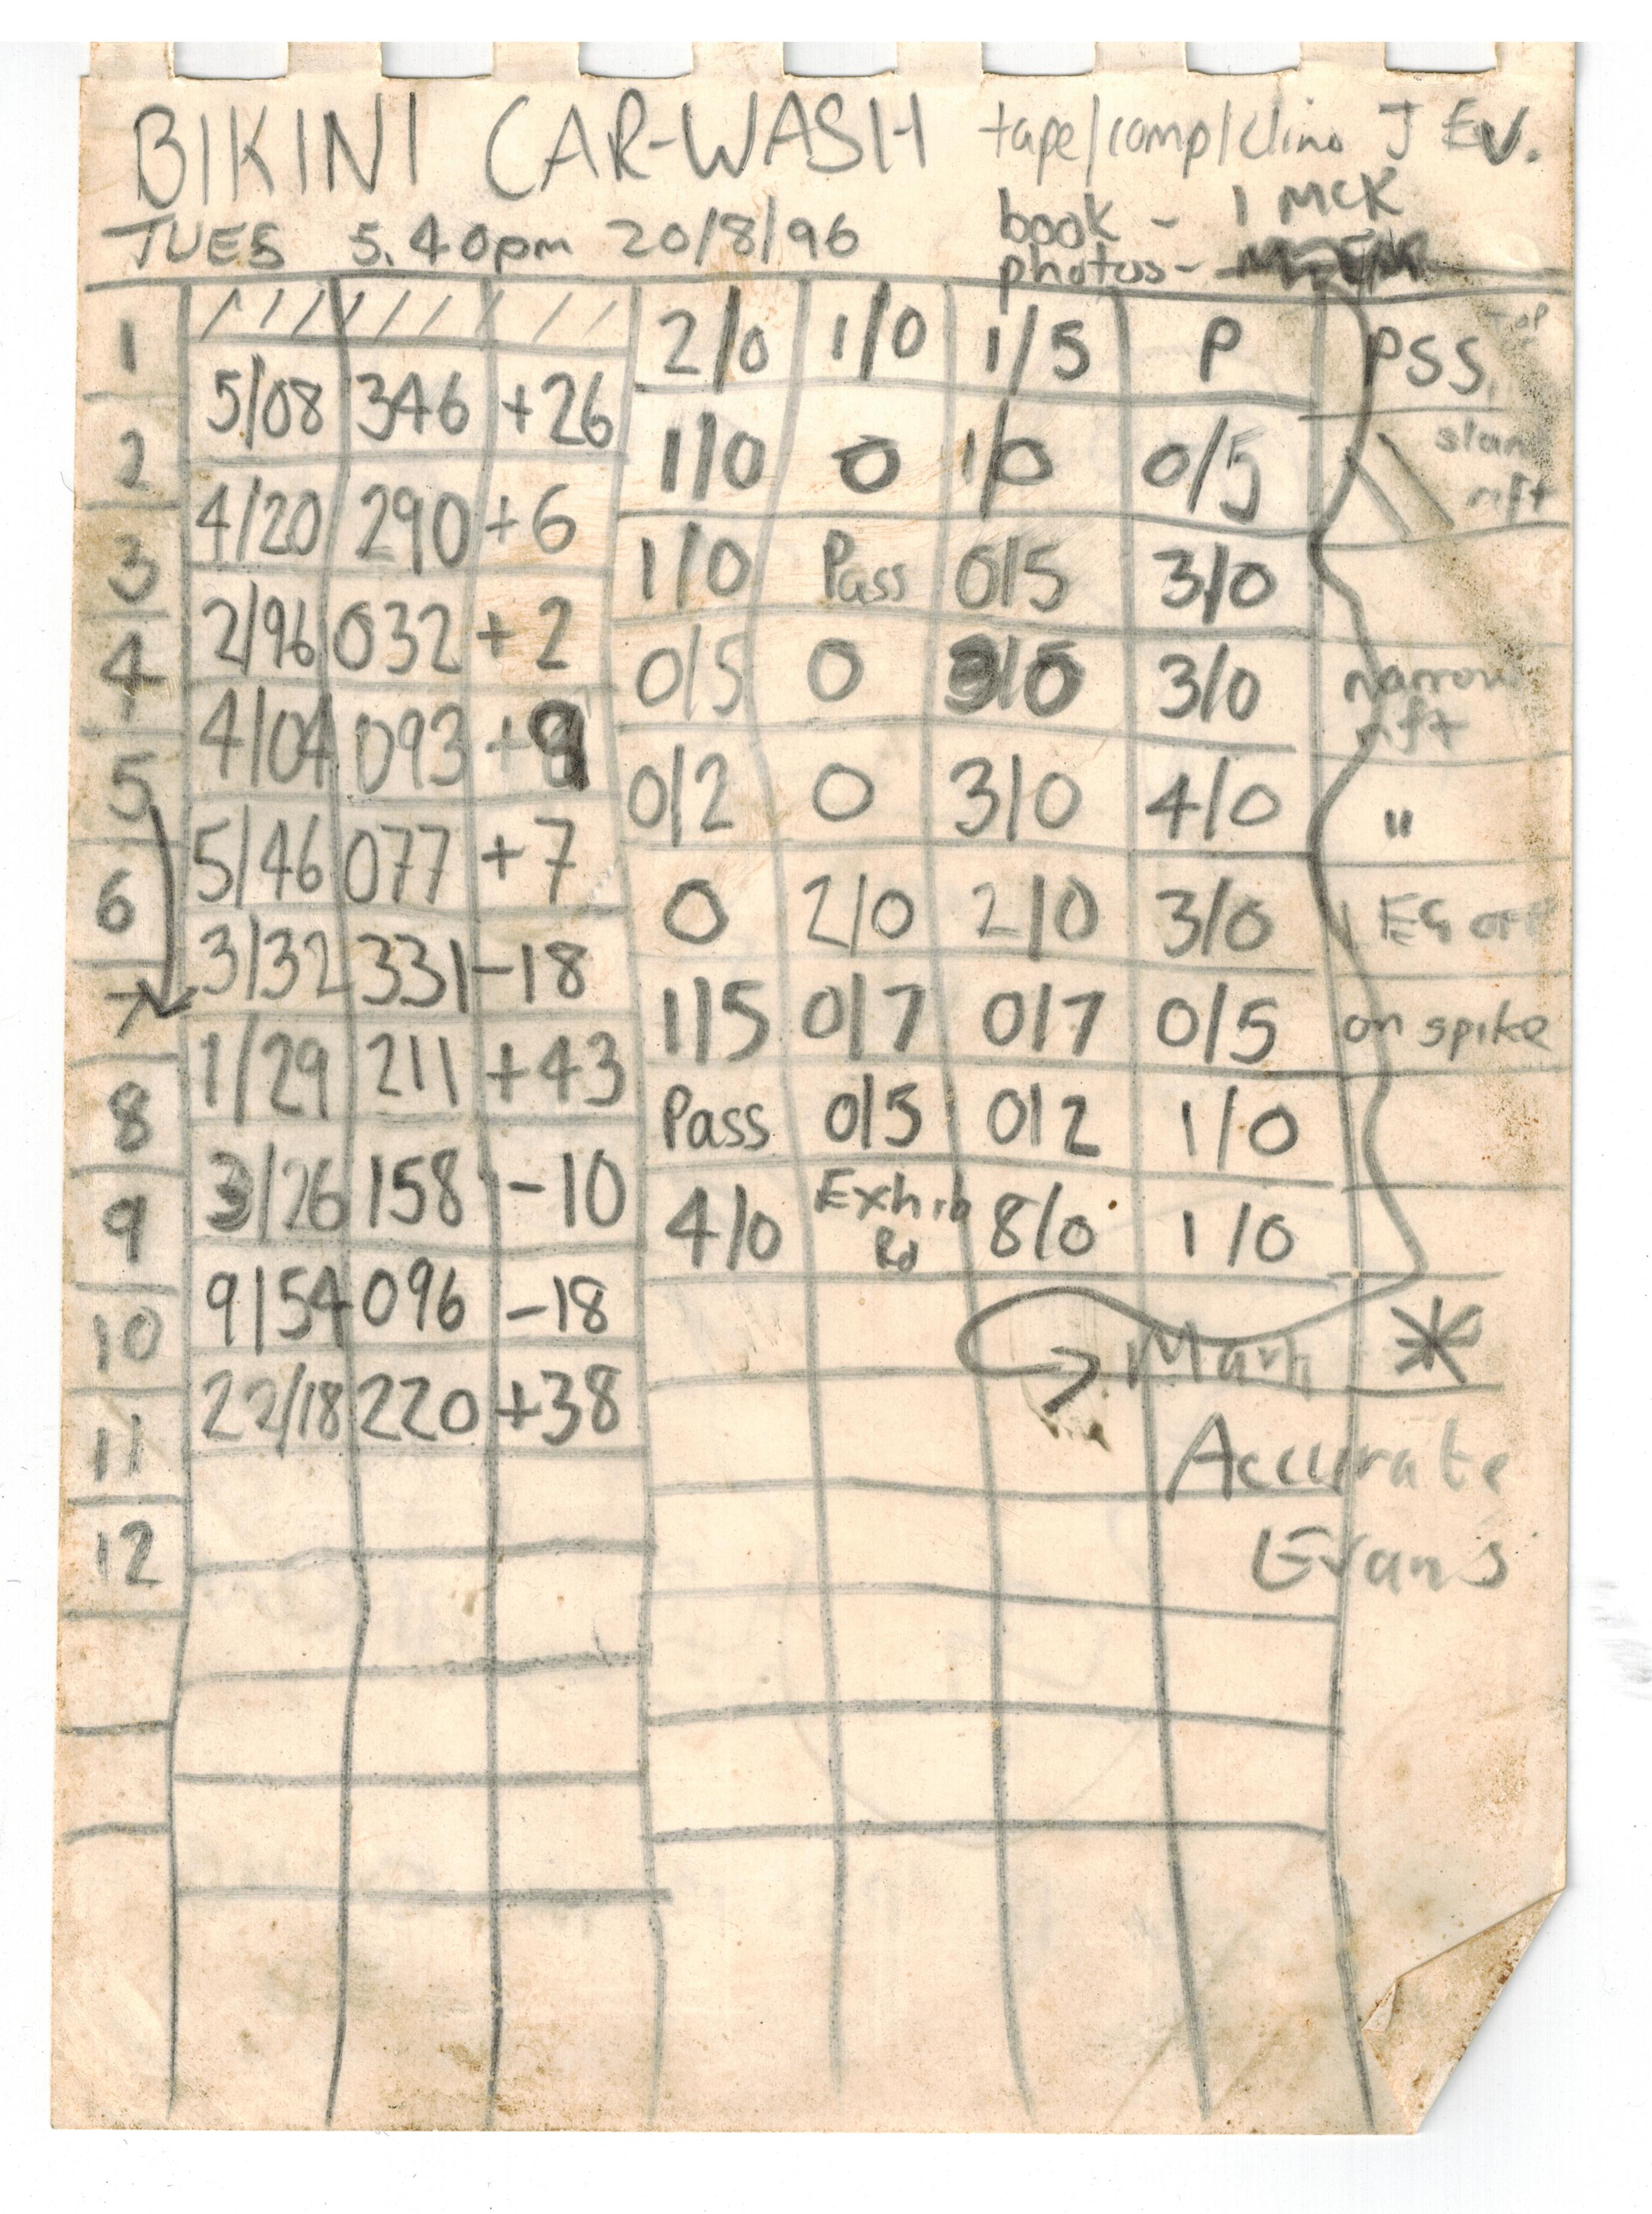 BIKINI CAR-WASH tape/comp/clino J Ev.
TUES 5.40pm 20/8/96 book - I MCK
photos-
1 2/0 1/0 1/5 P PSS, top
5/08 346 +26
2 1/0 0 1/0 0/5 slan rift
4/20 290 +6
3 1/0 Pass 0/5 3/0
2/96 032 +2
4 0/5 0 3/0 3/0 narrow rift
4/04 093 +9
5 0/2 0 3/0 4/0 "
5/46 077 +7
6 0 2/0 2/0 3/0 LEG off
3/32 331 -18
7 1/5 0/7 0/7 0/5 on spike
1/29 211 +43
8 Pass 0/5 0/2 1/0
3/26 158 -10
9 4/0 Exhib Rd 8/0 1/0
9/54 096 -18
10 Mark *
22/18 220 +38
11 Accurate
12 Evans